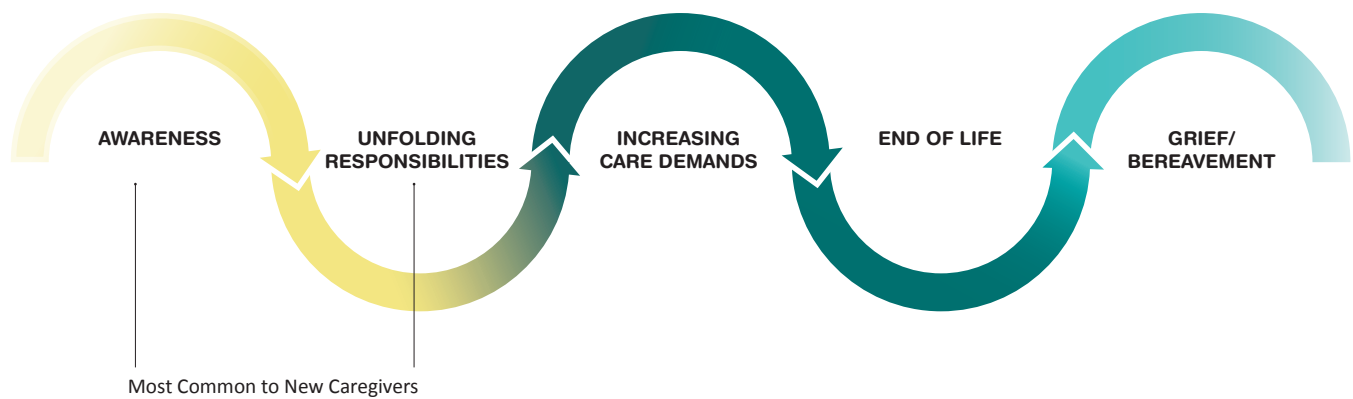 AWARENESS
UNFOLDING
RESPONSIBILITIES
INCREASING
CARE DEMANDS
END OF LIFE
GRIEF/
BEREAVEMENT
Most Common to New Caregivers